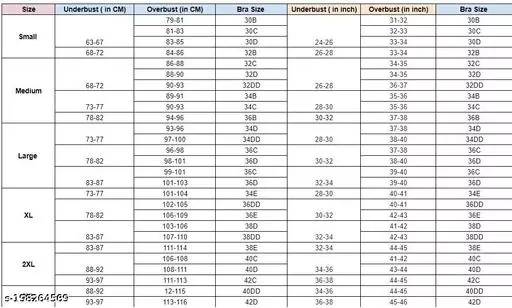 Size Underbust ( in CM) Overbust (in CM) Bra Size Underbust ( in inch) Overbust (in inch) Bra Size
79-81 30B 31-32 30B
81-83 30C 32-33 30C
Small 63-67 83-85 30D 24-26 33-34 30D
68-72 84-86 32B 26-28 33-34 32B
86-88 32C 34-35 32C
88-90 32D 34-35 32D
Medium 68-72 90-93 32DD 26-28 36-37 32DD
89-91 34B 35-36 34B
73-77 90-93 34C 28-30 35-36 34C
78-82 94-96 36B 30-32 37-38 36B
93-96 34D 37-38 34D
73-77 97-100 34DD 28-30 38-40 34DD
96-98 36C 37-38 36C
Large 78-82 98-101 36D 30-32 38-40 36D
99-101 36C 39-40 36C
83-87 101-103 36D 32-34 39-40 36D
73-77 101-104 34E 28-30 40-41 34E
102-105 36DD 40-41 36DD
XL 78-82 106-109 36E 30-32 42-43 36E
103-106 38D 41-42 38D
83-87 107-110 38DD 32-34 42-43 38DD
83-87 111-114 38E 32-34 44-45 38E
106-108 40C 41-42 40C
2XL 88-92 108-111 40D 34-36 43-44 40D
93-97 111-113 42C 36-38 44-45 42C
88-92 12-115 40DD 34-36 44-45 40DD
93-97 113-116 42D 36-38 45-46 42D